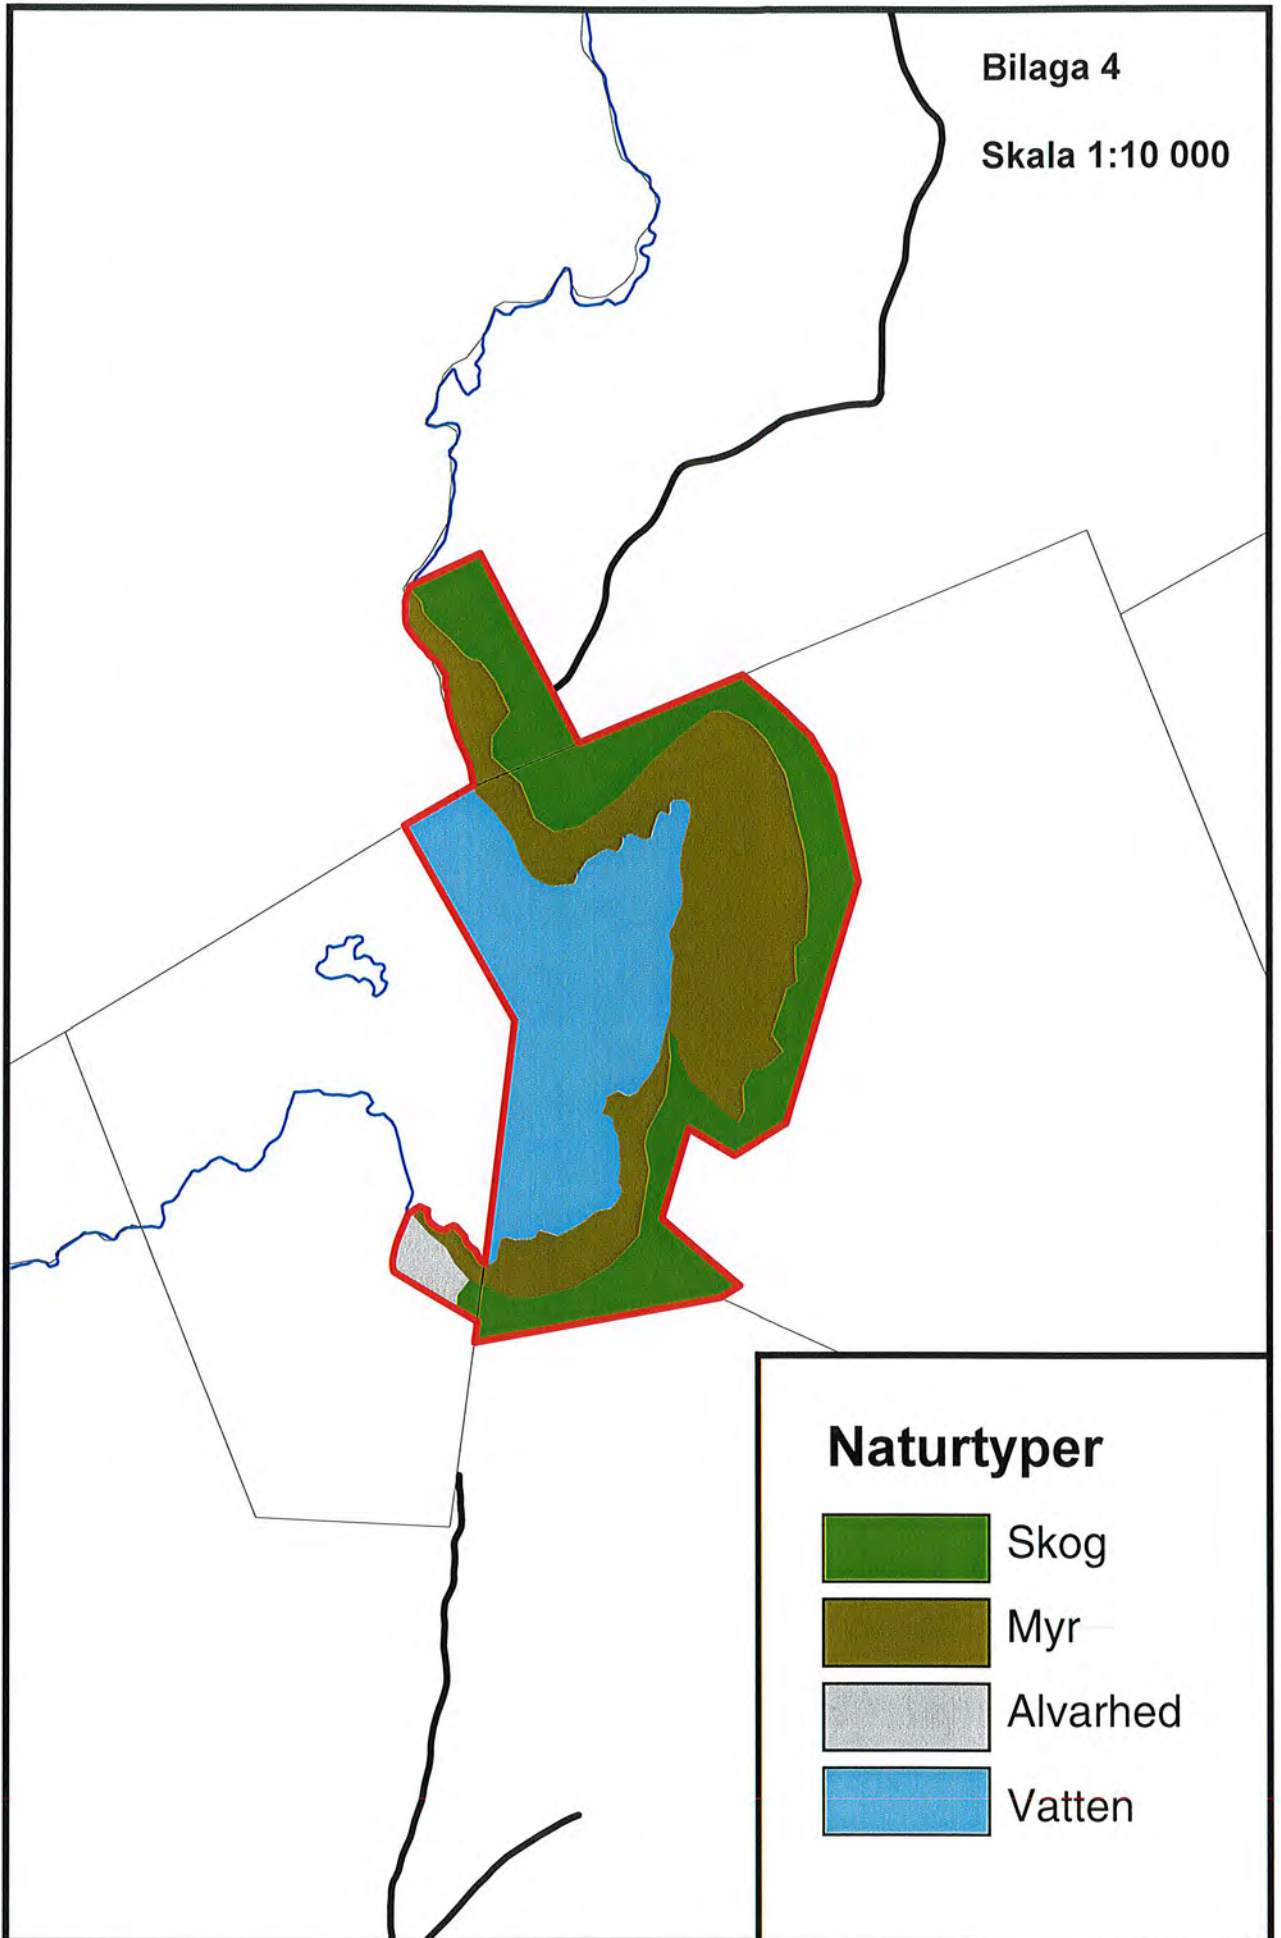 Bilaga 4
Skala 1:10 000
Naturtyper
Skog
Myr
Alvarhed
Vatten